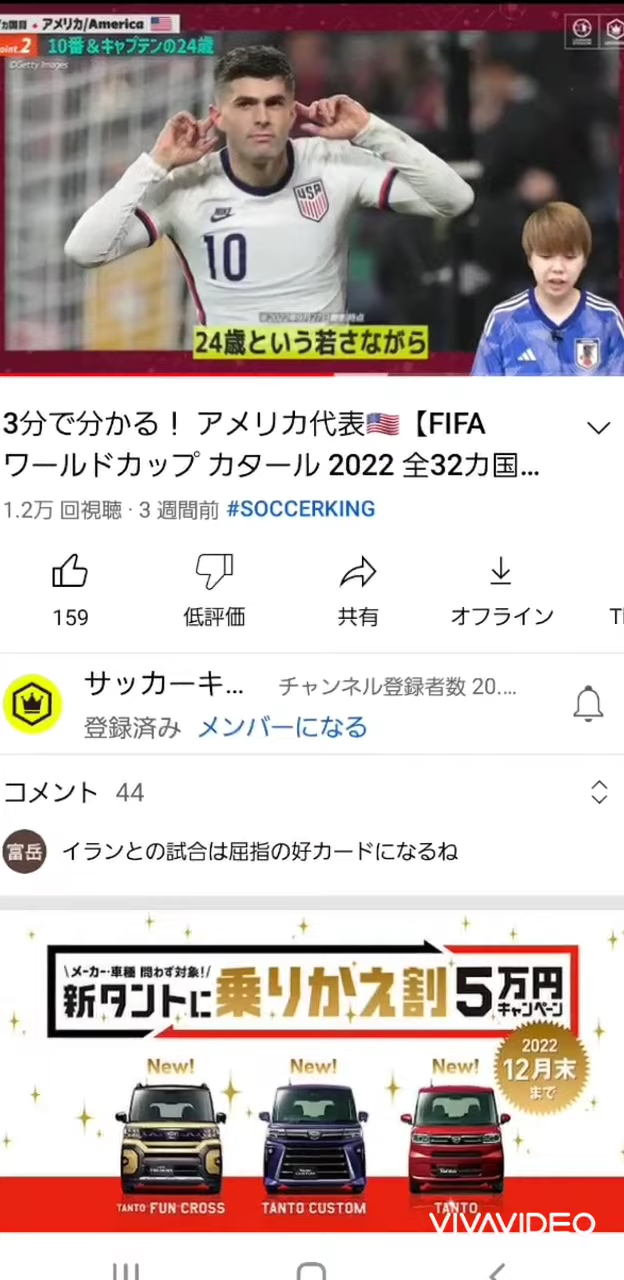 カ国目 • アメリカ/America
oint.2 10番&キャプテンの24歳
©Getty Images
USA
10
24歳という若さながら
3分で分かる！ アメリカ代表🇺🇸【FIFA
ワールドカップ カタール 2022 全32カ国…
1.2万 回視聴 · 3 週間前 #SOCCERKING
159 低評価 共有 オフライン
サッカーキ… チャンネル登録者数 20.…
登録済み メンバーになる
コメント 44
富岳 イランとの試合は屈指の好カードになるね
\メーカー・車種 問わず対象!/
新タントに乗りかえ割5万円キャンペーン
2022
12月末
まで
New! New! New!
TANTO FUN CROSS TANTO CUSTOM TANTO
VIVAVIDEO